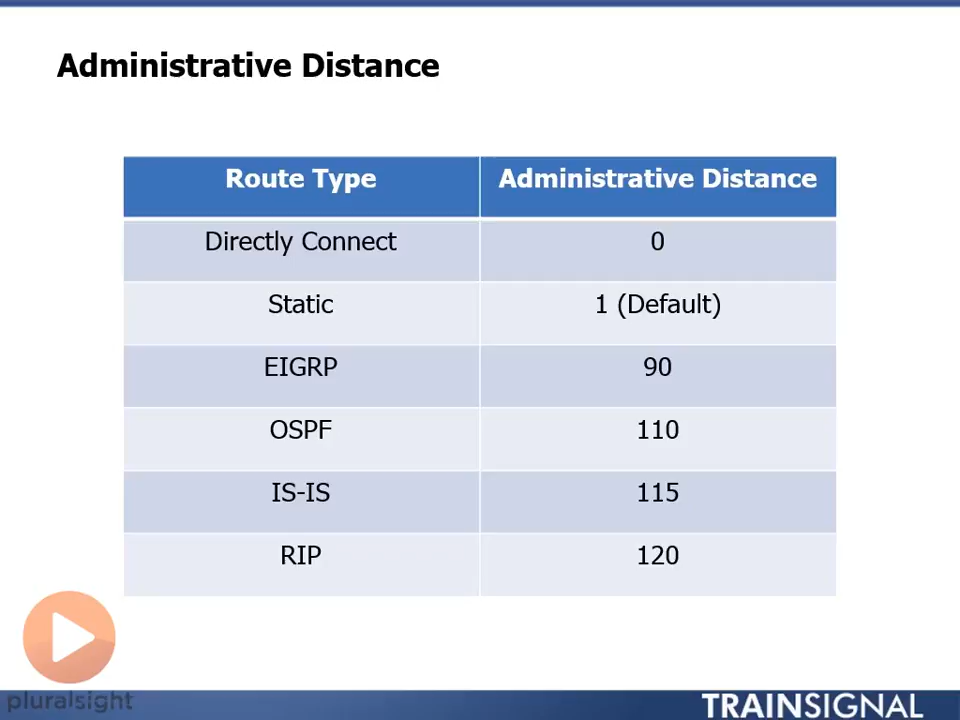 Administrative Distance
Route Type Administrative Distance
Directly Connect 0
Static 1 (Default)
EIGRP 90
OSPF 110
IS-IS 115
RIP 120
pluralsight
TRAINSIGNAL